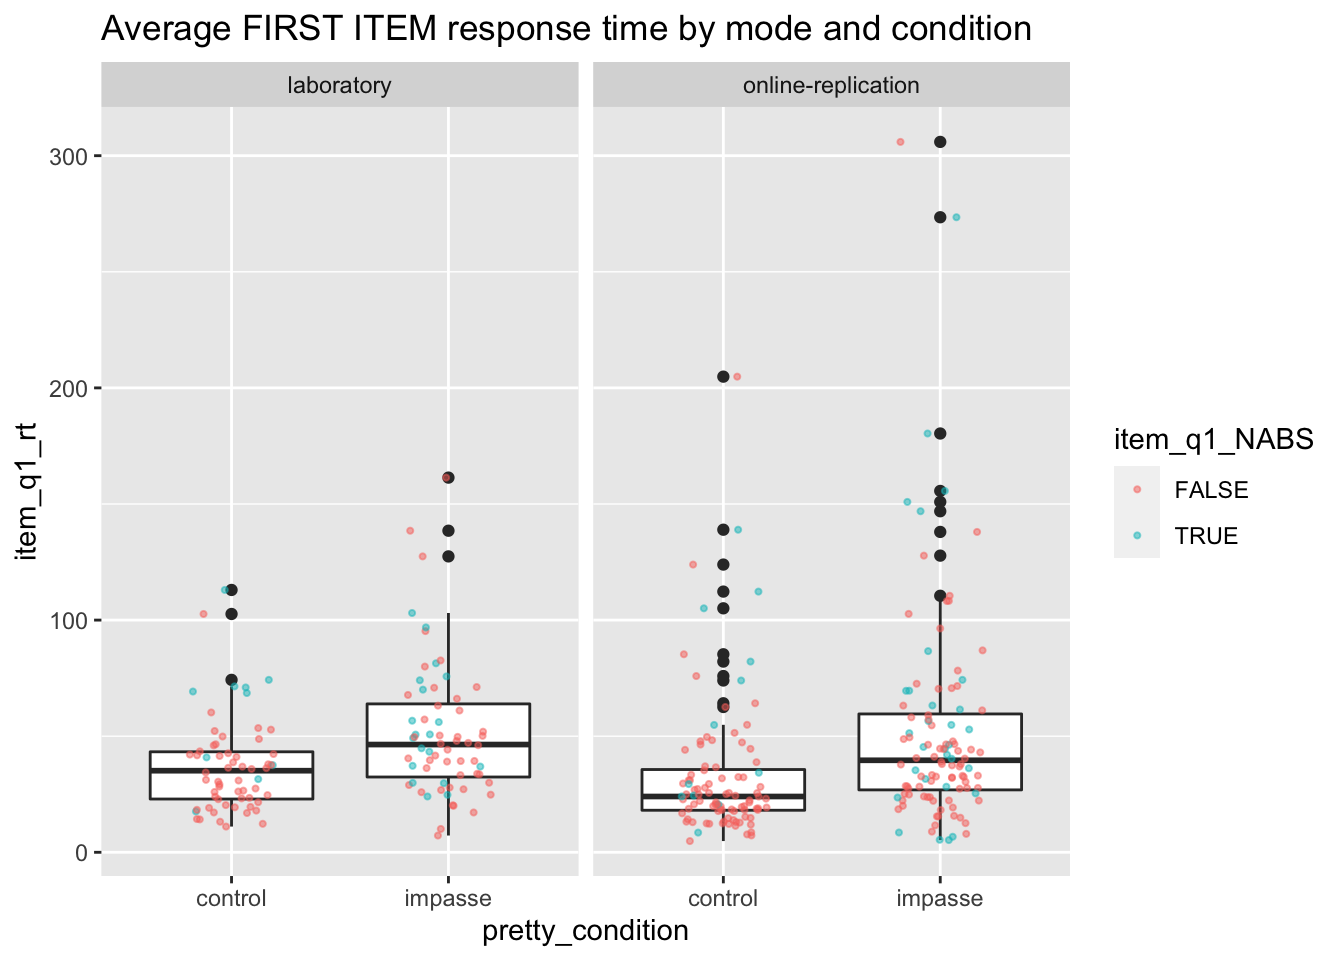 Average FIRST ITEM response time by mode and condition
laboratory
online-replication
300
200
100
0
item_q1_rt
control
impasse
control
impasse
pretty_condition
item_q1_NABS
FALSE
TRUE